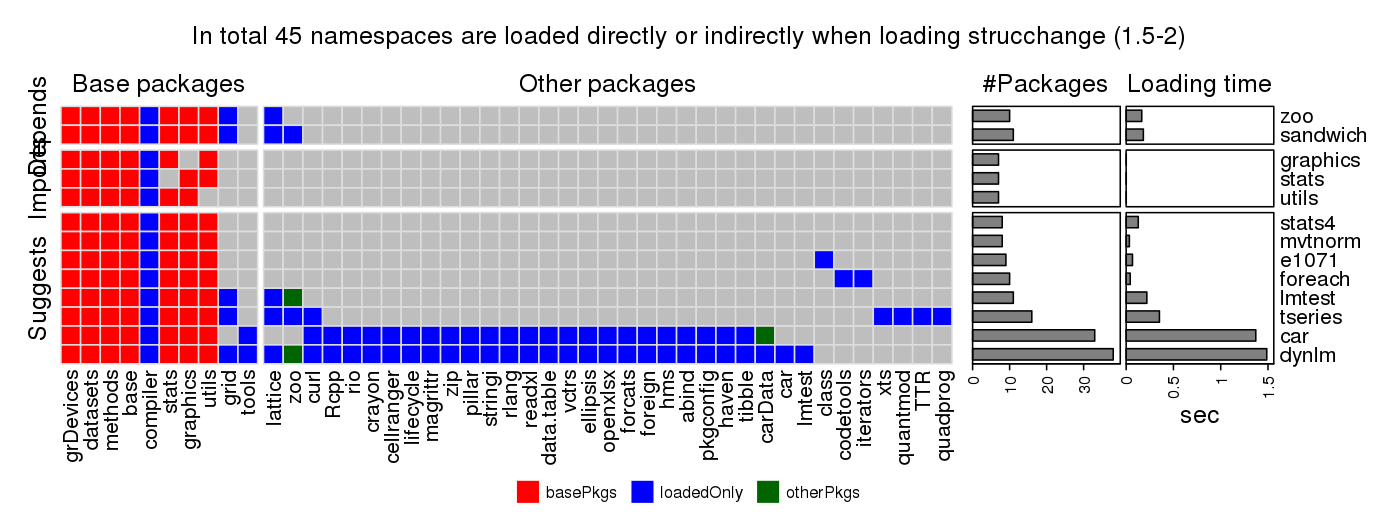 In total 45 namespaces are loaded directly or indirectly when loading strucchange (1.5-2)
Base packages
Other packages
#Packages
Loading time
Depends
Imports
Suggests
zoo
sandwich
graphics
stats
utils
stats4
mvtnorm
e1071
foreach
lmtest
tseries
car
dynlm
grDevices
datasets
methods
base
compiler
stats
graphics
utils
grid
tools
lattice
zoo
curl
Rcpp
rio
crayon
cellranger
lifecycle
magrittr
zip
pillar
stringi
rlang
readxl
data.table
vctrs
ellipsis
openxlsx
forcats
foreign
hms
abind
pkgconfig
haven
tibble
carData
car
lmtest
class
codetools
iterators
xts
quantmod
TTR
quadprog
0
10
20
30
0
0.5
1
1.5
sec
basePkgs
loadedOnly
otherPkgs